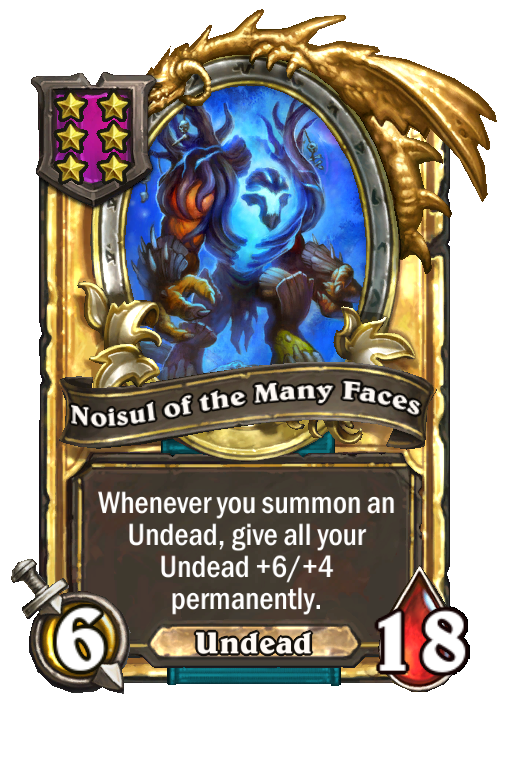 Noisul of the Many Faces
Whenever you summon an
Undead, give all your
Undead +6/+4
permanently.
6
Undead
18